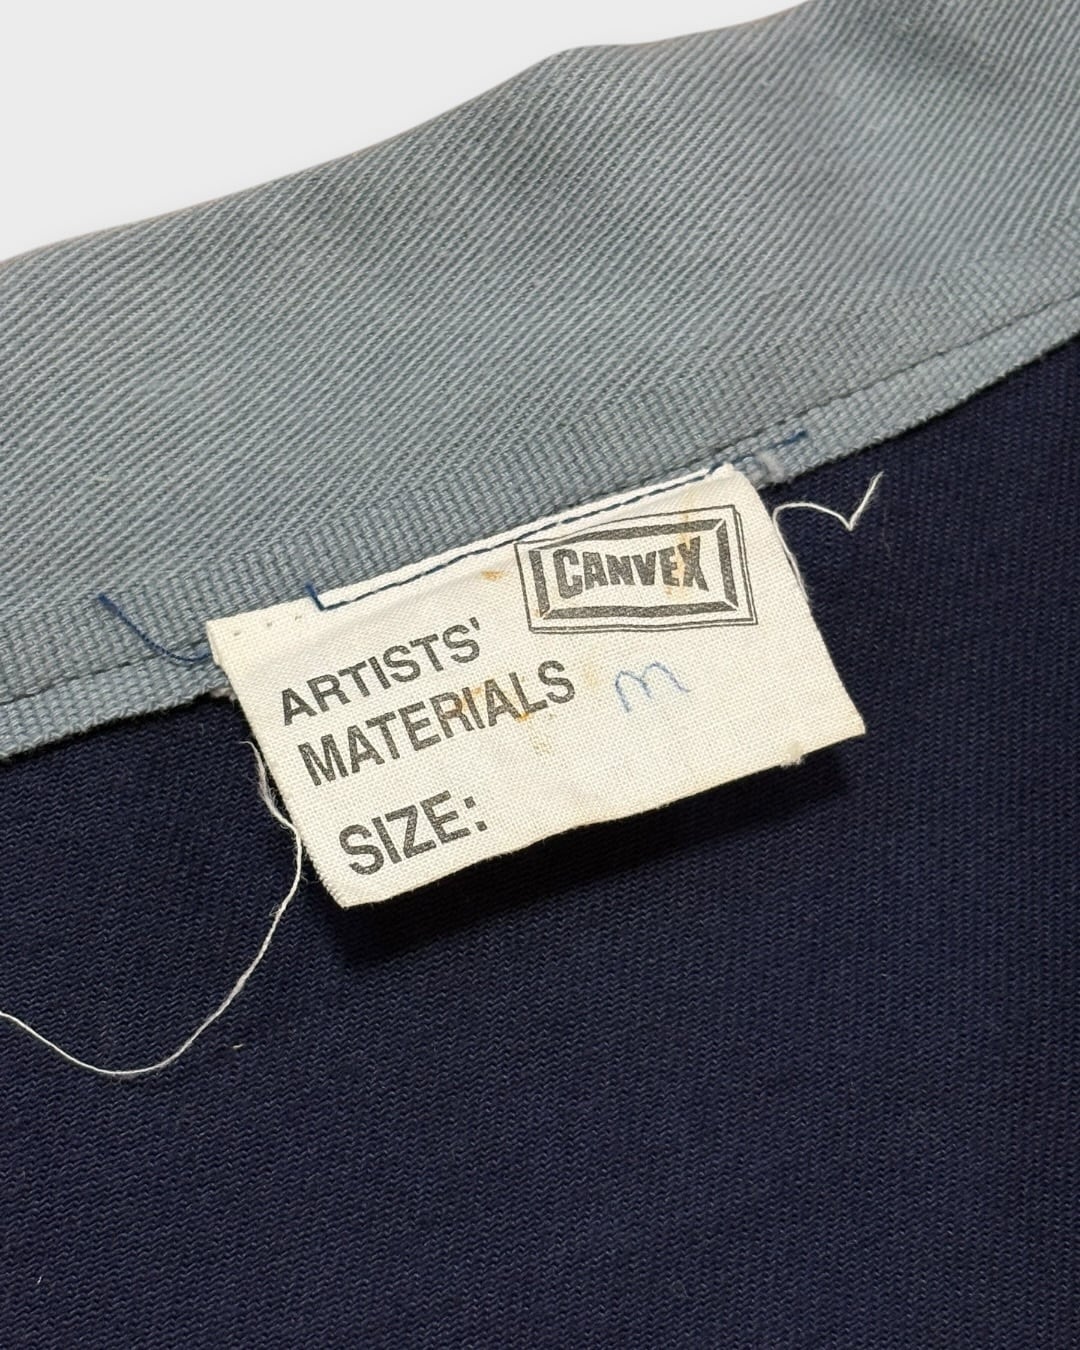 CANVEX
ARTISTS'
MATERIALS m
SIZE: